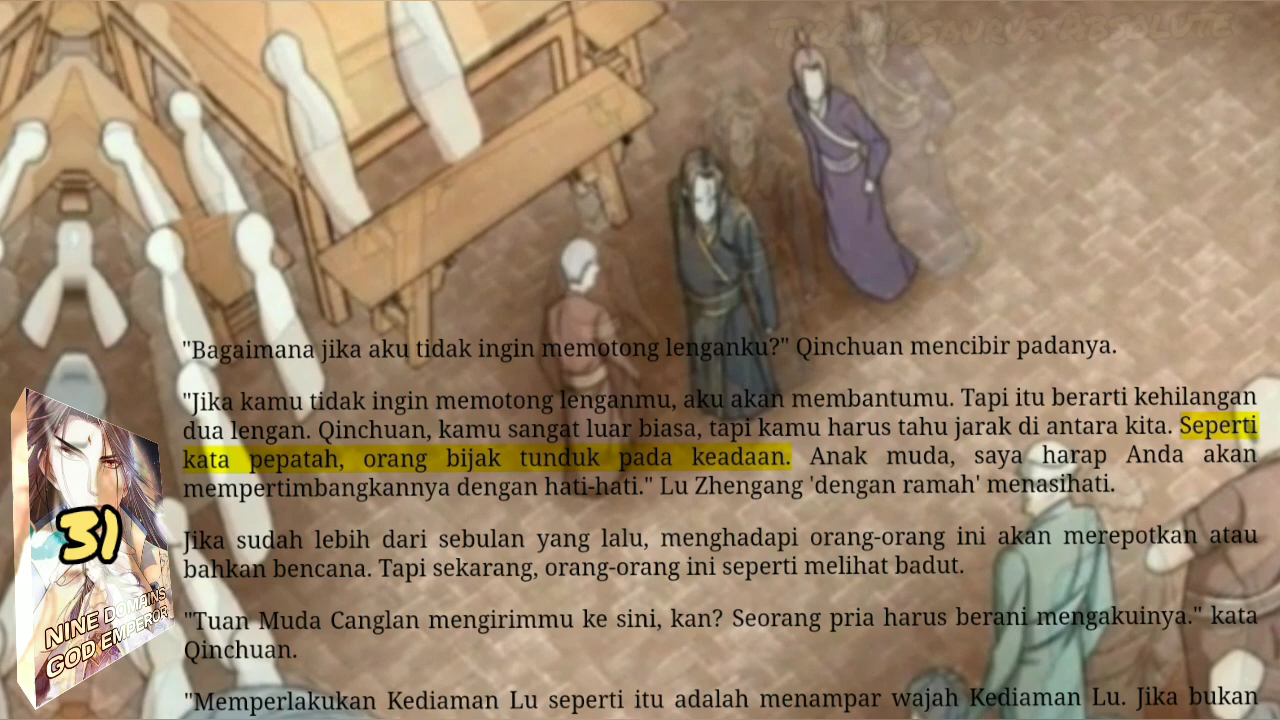 TYRANNOSAURUS ABSOLUTE
"Bagaimana jika aku tidak ingin memotong lenganku?" Qinchuan mencibir padanya.
"Jika kamu tidak ingin memotong lenganmu, aku akan membantumu. Tapi itu berarti kehilangan
dua lengan. Qinchuan, kamu sangat luar biasa, tapi kamu harus tahu jarak di antara kita. Seperti
kata pepatah, orang bijak tunduk pada keadaan. Anak muda, saya harap Anda akan
mempertimbangkannya dengan hati-hati." Lu Zhengang 'dengan ramah' menasihati.
Jika sudah lebih dari sebulan yang lalu, menghadapi orang-orang ini akan merepotkan atau
bahkan bencana. Tapi sekarang, orang-orang ini seperti melihat badut.
"Tuan Muda Canglan mengirimmu ke sini, kan? Seorang pria harus berani mengakuinya." kata
Qinchuan.
"Memperlakukan Kediaman Lu seperti itu adalah menampar wajah Kediaman Lu. Jika bukan
31
NINE DOMAINS
GOD EMPEROR